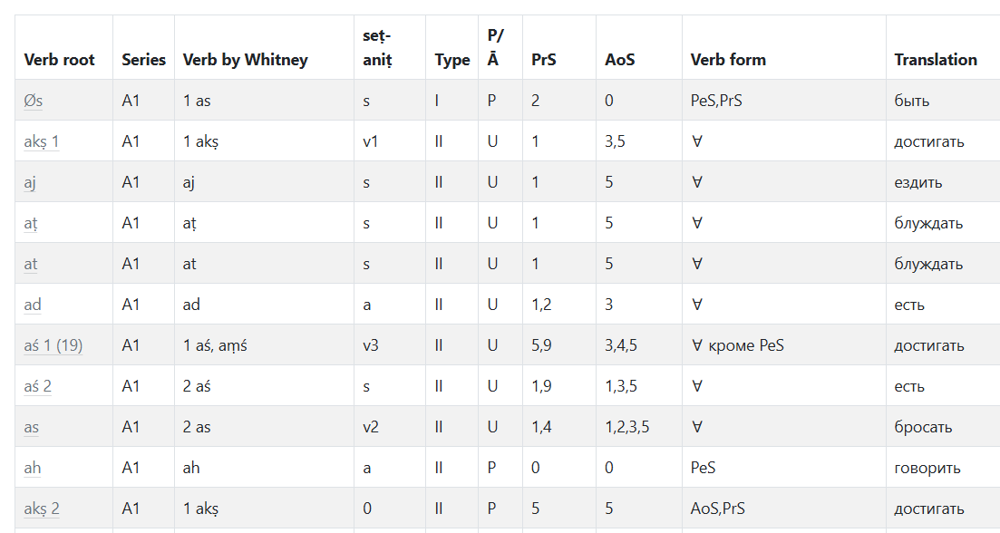 Verb root Series Verb by Whitney seṭ-aniṭ Type P/Ā PrS AoS Verb form Translation
Øs A1 1 as s I P 2 0 PeS,PrS быть
akṣ 1 A1 1 akṣ v1 II U 1 3,5 ∀ достигать
aj A1 aj s II U 1 5 ∀ ездить
aṭ A1 aṭ s II U 1 5 ∀ блуждать
at A1 at s II U 1 5 ∀ блуждать
ad A1 ad a II U 1,2 3 ∀ есть
aś 1 (19) A1 1 aś, aṃś v3 II U 5,9 3,4,5 ∀ кроме PeS достигать
aś 2 A1 2 aś s II U 1,9 1,3,5 ∀ есть
as A1 2 as v2 II U 1,4 1,2,3,5 ∀ бросать
ah A1 ah a II P 0 0 PeS говорить
akṣ 2 A1 1 akṣ 0 II P 5 5 AoS,PrS достигать